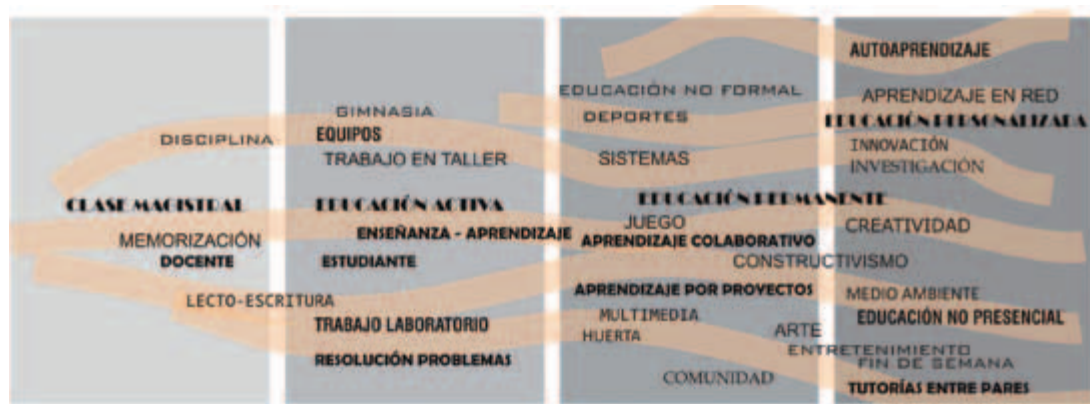 DISCIPLINA
CLASE MAGISTRAL
MEMORIZACIÓN
DOCENTE
LECTO-ESCRITURA
GIMNASIA
EQUIPOS
TRABAJO EN TALLER
EDUCACIÓN ACTIVA
ENSEÑANZA - APRENDIZAJE
ESTUDIANTE
TRABAJO LABORATORIO
RESOLUCIÓN PROBLEMAS
EDUCACIÓN NO FORMAL
DEPORTES
SISTEMAS
EDUCACIÓN PERMANENTE
JUEGO
APRENDIZAJE COLABORATIVO
CONSTRUCTIVISMO
APRENDIZAJE POR PROYECTOS
MULTIMEDIA
HUERTA
ARTE
ENTRETENIMIENTO
COMUNIDAD
AUTOAPRENDIZAJE
APRENDIZAJE EN RED
EDUCACIÓN PERSONALIZADA
INNOVACIÓN
INVESTIGACIÓN
CREATIVIDAD
MEDIO AMBIENTE
EDUCACIÓN NO PRESENCIAL
FIN DE SEMANA
TUTORÍAS ENTRE PARES